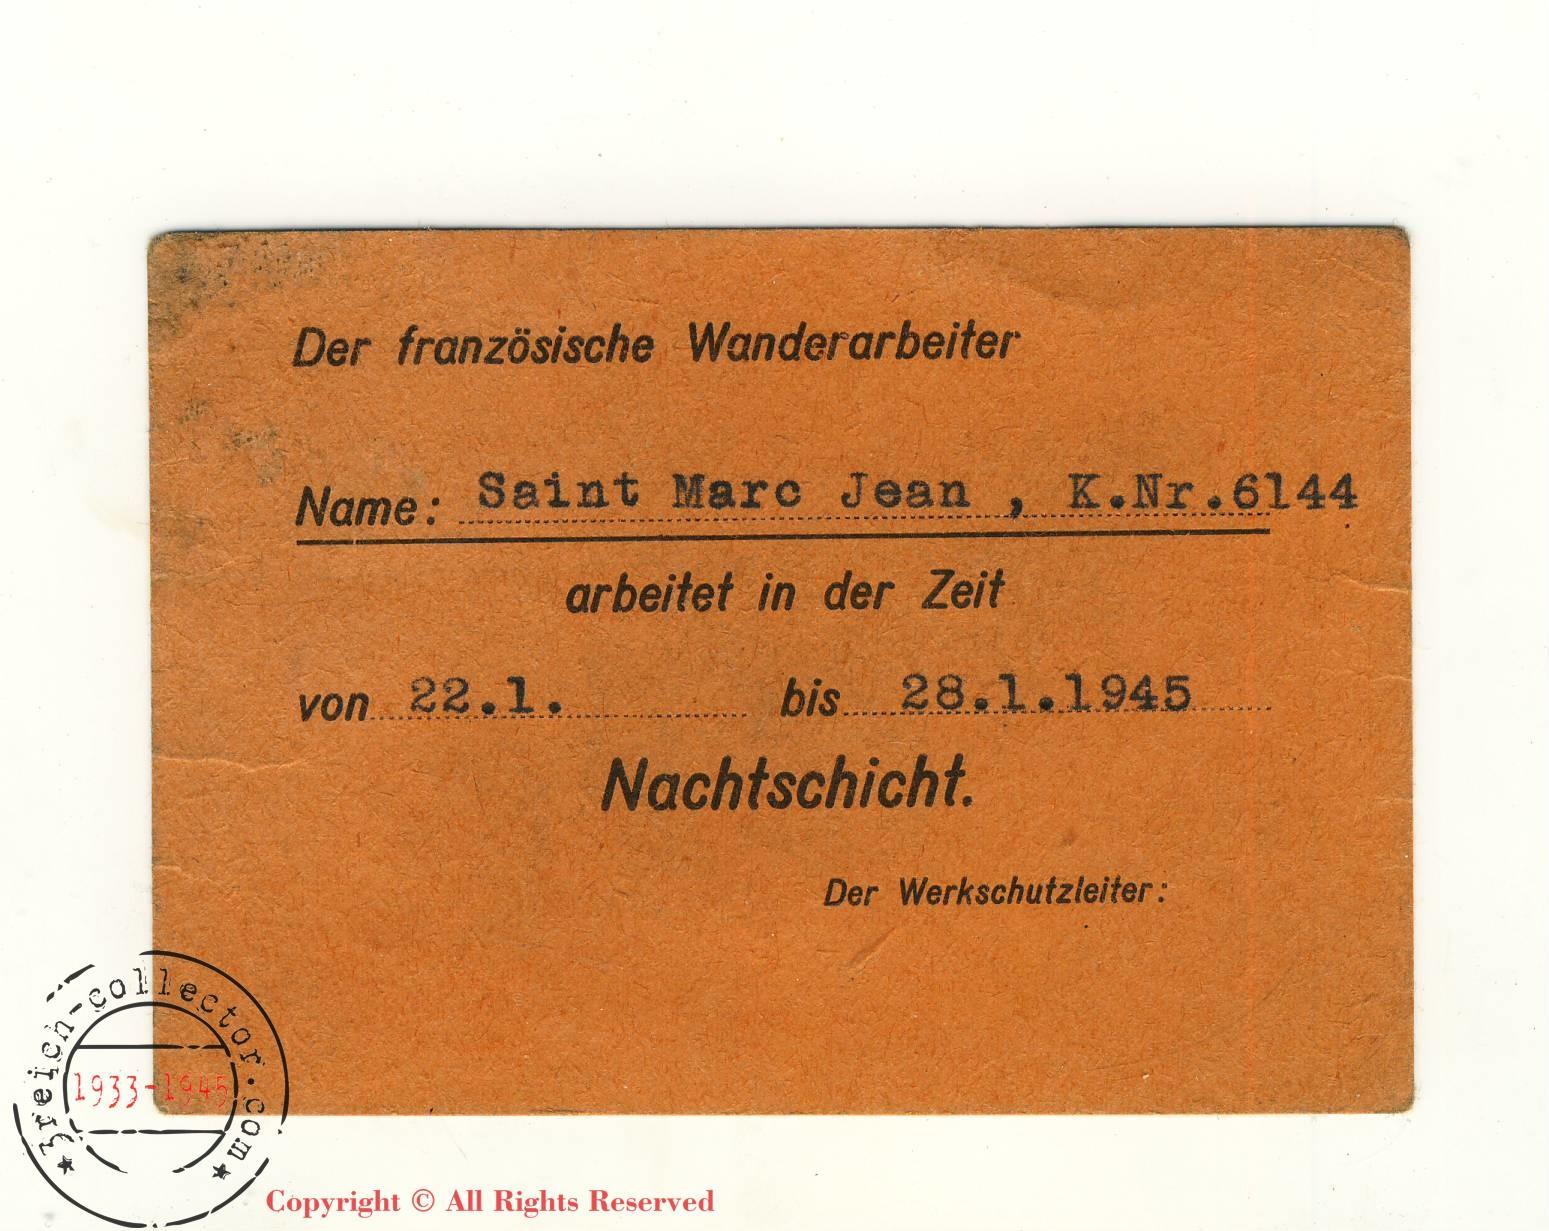 Der französische Wanderarbeiter
Name: Saint Marc Jean , K.Nr.6144
arbeitet in der Zeit
von 22.1. bis 28.1.1945
Nachtschicht.
Der Werkschutzleiter:
3reich-collector.com
1933-1945
Copyright © All Rights Reserved